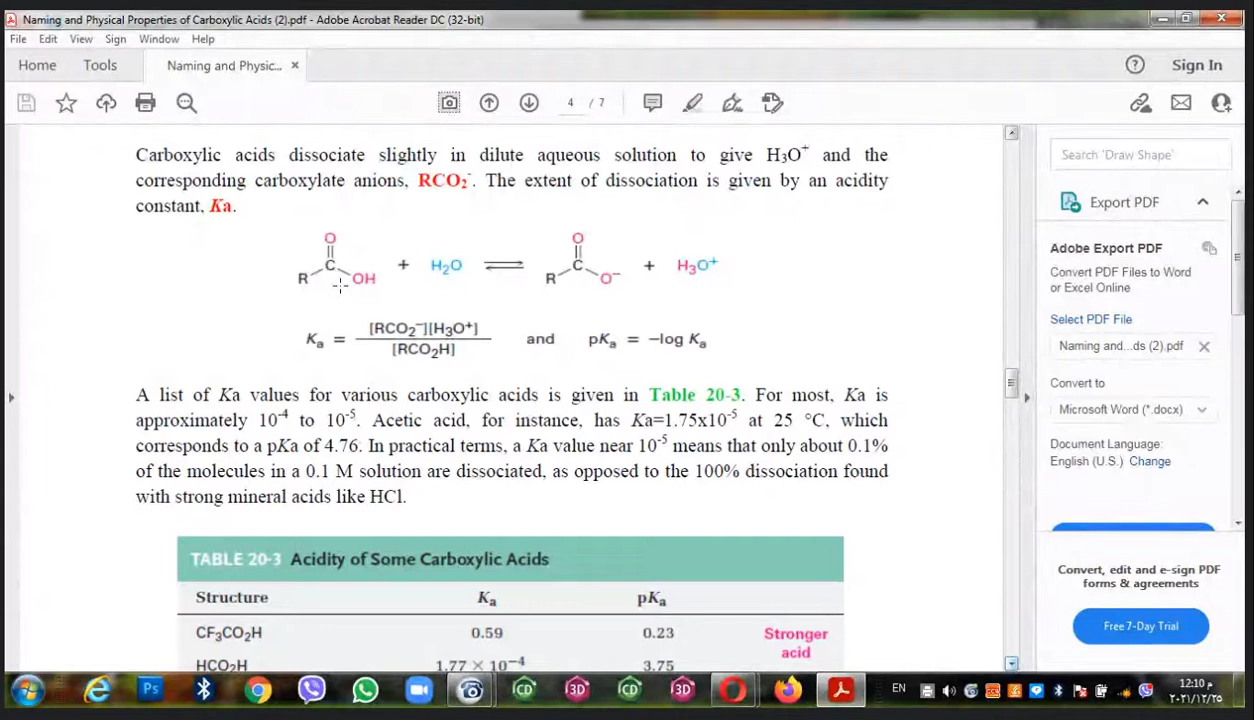 Naming and Physical Properties of Carboxylic Acids (2).pdf - Adobe Acrobat Reader DC (32-bit)
File Edit View Sign Window Help
Home Tools Naming and Physic... × Sign In
4 / 7
Carboxylic acids dissociate slightly in dilute aqueous solution to give H₃O⁺ and the
corresponding carboxylate anions, RCO₂⁻. The extent of dissociation is given by an acidity
constant, Ka.
O O
R C OH + H₂O ⇌ R C O⁻ + H₃O⁺
Kₐ = [RCO₂⁻][H₃O⁺] / [RCO₂H] and pKₐ = −log Kₐ
A list of Ka values for various carboxylic acids is given in Table 20-3. For most, Ka is
approximately 10⁻⁴ to 10⁻⁵. Acetic acid, for instance, has Ka=1.75x10⁻⁵ at 25 °C, which
corresponds to a pKa of 4.76. In practical terms, a Ka value near 10⁻⁵ means that only about 0.1%
of the molecules in a 0.1 M solution are dissociated, as opposed to the 100% dissociation found
with strong mineral acids like HCl.
TABLE 20-3 Acidity of Some Carboxylic Acids
Structure Kₐ pKₐ
CF₃CO₂H 0.59 0.23 Stronger
acid
HCO₂H 1.77 × 10⁻⁴ 3.75
Search 'Draw Shape'
Export PDF
Adobe Export PDF
Convert PDF Files to Word
or Excel Online
Select PDF File
Naming and...ds (2).pdf ×
Convert to
Microsoft Word (*.docx)
Document Language:
English (U.S.) Change
Convert, edit and e-sign PDF
forms & agreements
Free 7-Day Trial
Ps CD 3D CD 3D EN
12:10 م
٢٠٢١/١٢/٢٥